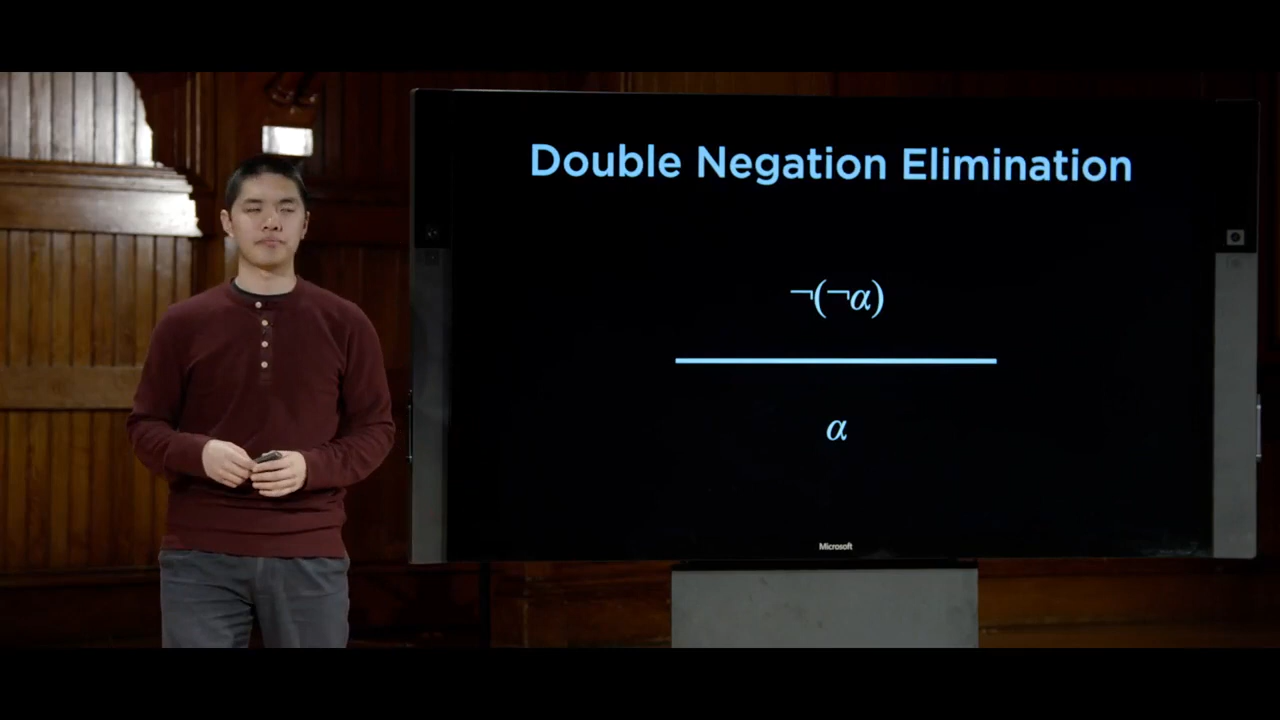 Double Negation Elimination
¬(¬α)
α
Microsoft